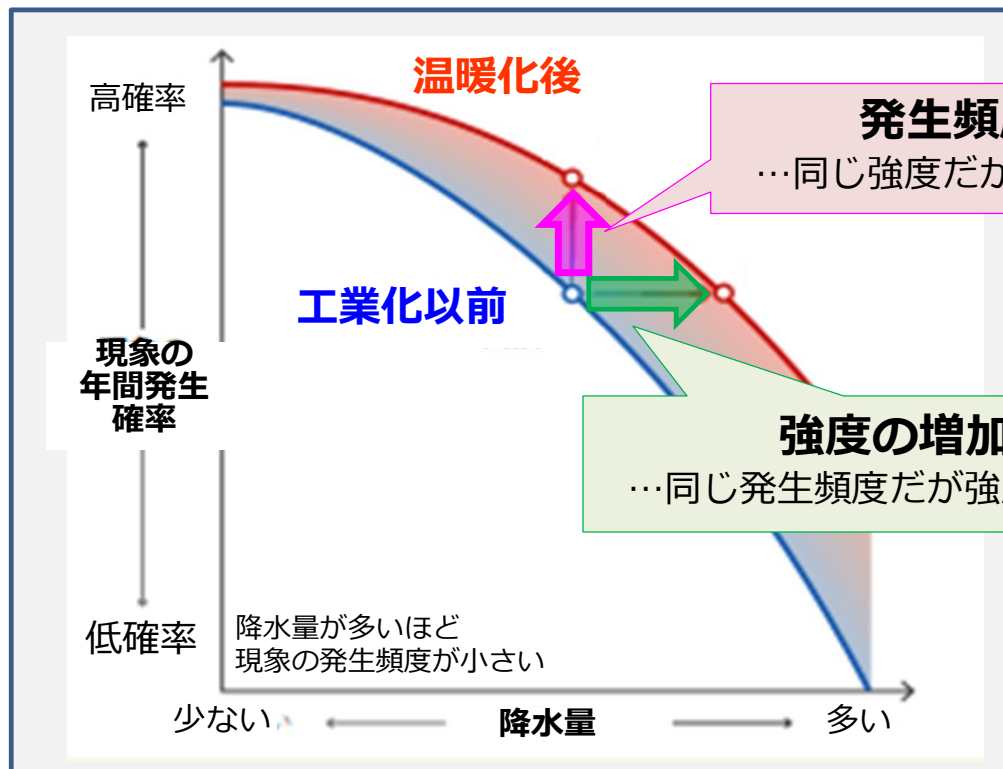 温暖化後
高確率
発生頻
…同じ強度だが
工業化以前
現象の
年間発生
確率
強度の増加
…同じ発生頻度だが強
低確率
降水量が多いほど
現象の発生頻度が小さい
少ない
降水量
多い